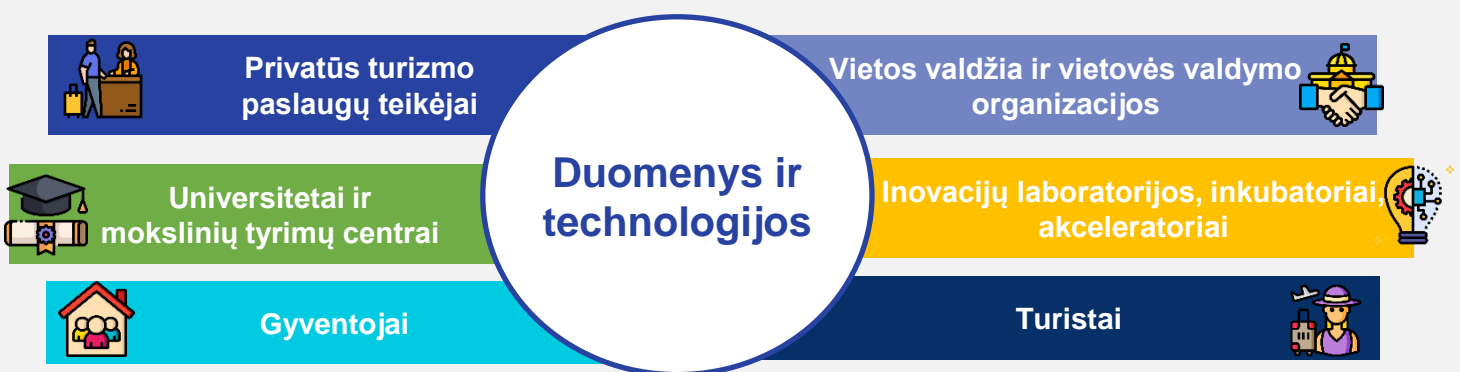 Privatūs turizmo
paslaugų teikėjai
Vietos valdžia ir vietovės valdymo
organizacijos
Duomenys ir
technologijos
Universitetai ir
mokslinių tyrimų centrai
Inovacijų laboratorijos, inkubatoriai,
akceleratoriai
Gyventojai
Turistai